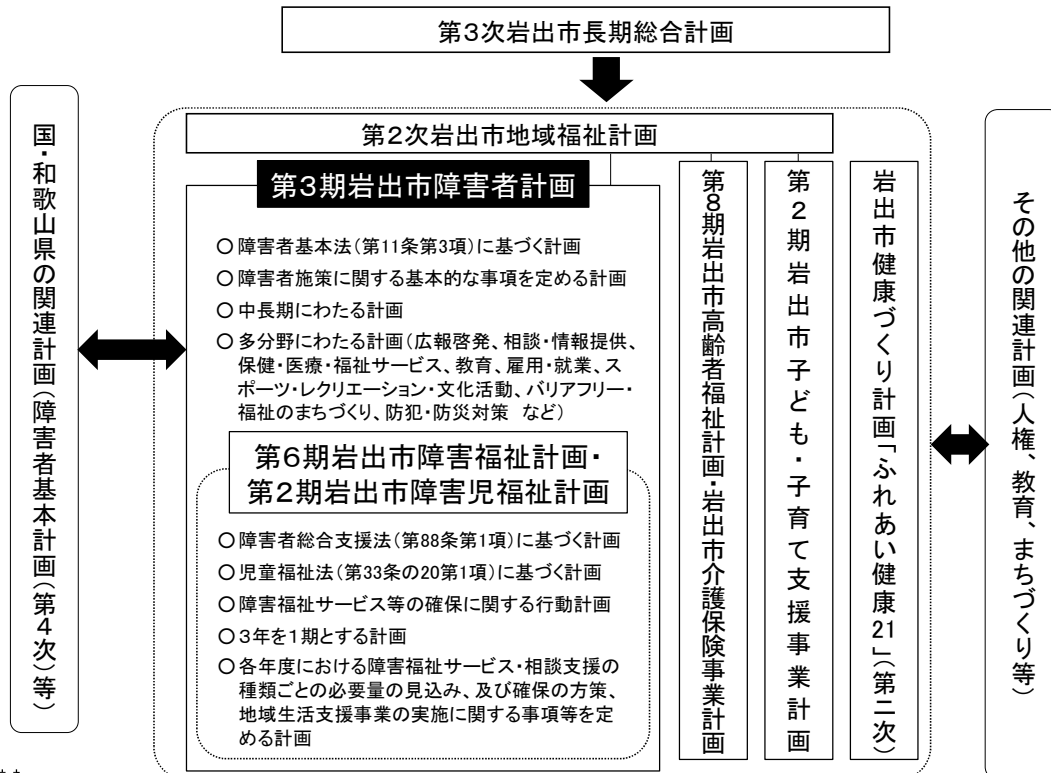 第3次岩出市長期総合計画
国・和歌山県の関連計画（障害者基本計画（第4次）等）
第2次岩出市地域福祉計画
第3期岩出市障害者計画
○障害者基本法（第11条第3項）に基づく計画
○障害者施策に関する基本的な事項を定める計画
○中長期にわたる計画
○多分野にわたる計画（広報啓発、相談・情報提供、
保健・医療・福祉サービス、教育、雇用・就業、ス
ポーツ・レクリエーション・文化活動、バリアフリー・
福祉のまちづくり、防犯・防災対策 など）
第6期岩出市障害福祉計画・
第2期岩出市障害児福祉計画
○障害者総合支援法（第88条第1項）に基づく計画
○児童福祉法（第33条の20第1項）に基づく計画
○障害福祉サービス等の確保に関する行動計画
○3年を1期とする計画
○各年度における障害福祉サービス・相談支援の
種類ごとの必要量の見込み、及び確保の方策、
地域生活支援事業の実施に関する事項等を定
める計画
第8期岩出市高齢者福祉計画・岩出市介護保険事業計画
第2期岩出市子ども・子育て支援事業計画
岩出市健康づくり計画「ふれあい健康21」（第二次）
その他の関連計画（人権、教育、まちづくり等）